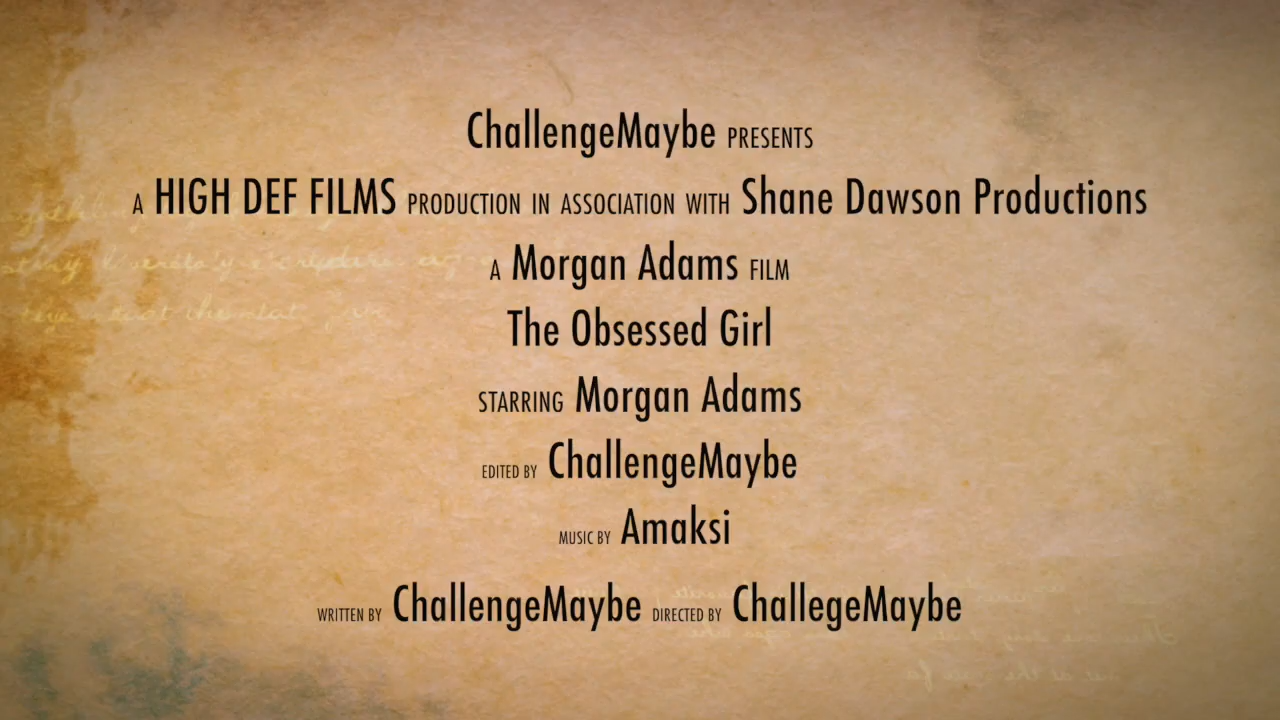 ChallengeMaybe PRESENTS
A HIGH DEF FILMS PRODUCTION IN ASSOCIATION WITH Shane Dawson Productions
A Morgan Adams FILM
The Obsessed Girl
STARRING Morgan Adams
EDITED BY ChallengeMaybe
MUSIC BY Amaksi
WRITTEN BY ChallengeMaybe DIRECTED BY ChallegeMaybe